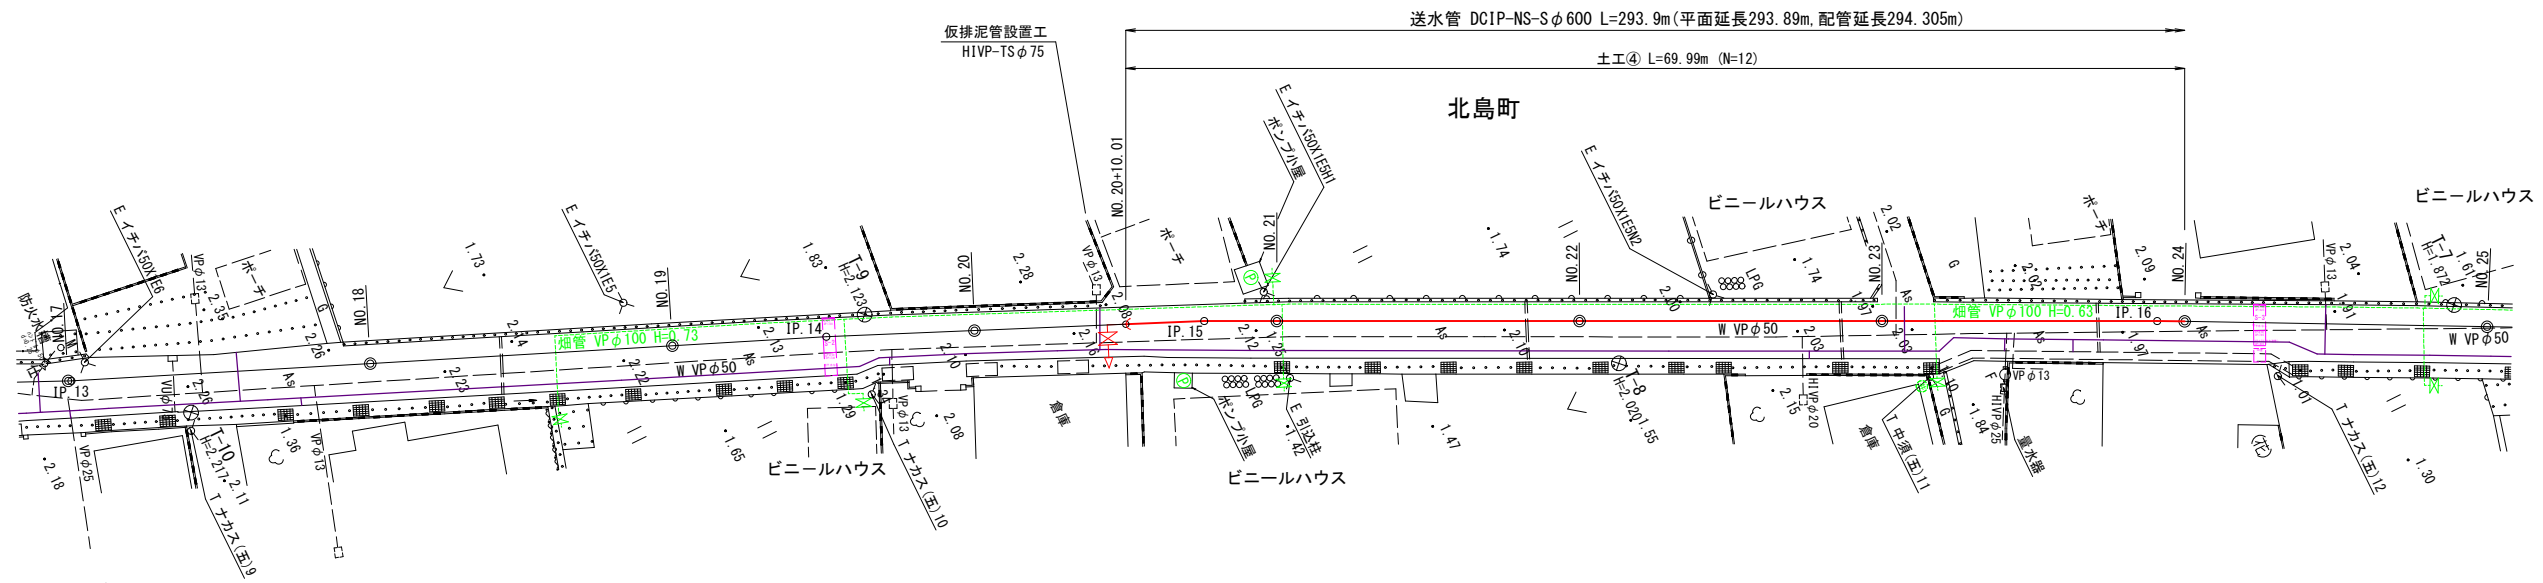 送水管 DCIP-NS-Sφ600 L=293.9m(平面延長293.89m,配管延長294.305m)
仮排泥管設置工
HIVP-TSφ75
土工④ L=69.99m (N=12)
北島町
NO.20+10.01
E イチバ50X1E5H1
ポンプ小屋
E イチバ50X1E5N2
ビニールハウス
ビニールハウス
E イチバ50X1E6
E イチバ50X1E5
ポーチ
ポーチ
ポーチ
VPφ13
VPφ13
VPφ13
NO.18
NO.19
NO.20
NO.21
NO.22
NO.23
NO.24
NO.25
防火水槽
NO.17
T-9
H=2.123
T-7
H=1.872
1.73
1.83
2.28
1.74
1.74
2.02
2.02
2.09
2.04
1.61
2.35
2.26
2.14
2.13
2.08
2.16
2.12
2.10
1.97
2.03
2.03
1.97
1.91
LPG
G
G
As
As
As
As
As
IP.13
IP.14
IP.15
IP.16
畑管 VPφ100 H=0.73
畑管 VPφ100 H=0.63
W VPφ50
W VPφ50
W VPφ50
2.26
2.23
2.22
2.10
1.25
1.29
VPφ25
VPφ13
VPφ13
T-10
H=2.217
2.18
2.11
1.36
1.65
2.08
T ナカス(五)9
T ナカス(五)10
ビニールハウス
倉庫
ポンプ小屋
LPG
E 引込柱
1.42
ビニールハウス
1.47
T-8
H=2.020
1.55
2.15
HIVPφ20
T 中須(五)11
倉庫
G
F
1.84
HIVPφ25
VPφ13
量水器
1.01
T ナカス(五)12
1.30